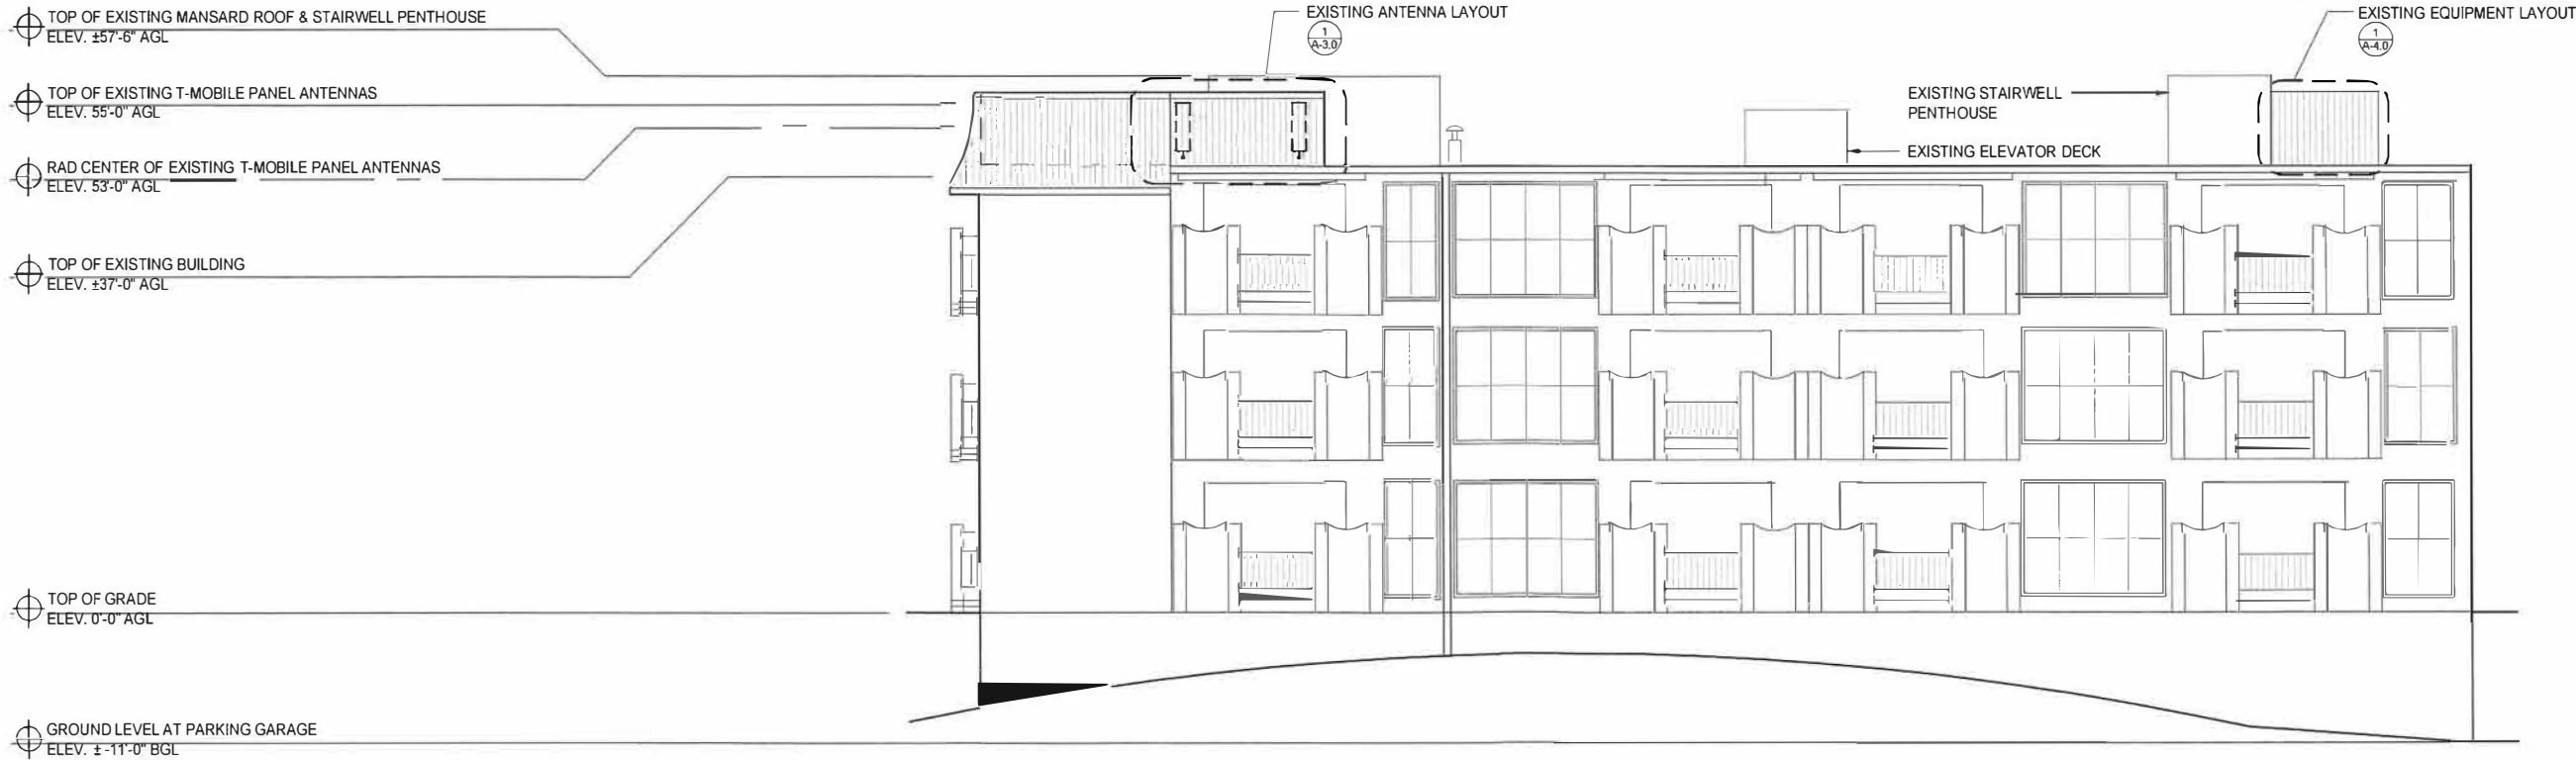 TOP OF EXISTING MANSARD ROOF & STAIRWELL PENTHOUSE
ELEV. ±57'-6" AGL
TOP OF EXISTING T-MOBILE PANEL ANTENNAS
ELEV. 55'-0" AGL
RAD CENTER OF EXISTING T-MOBILE PANEL ANTENNAS
ELEV. 53'-0" AGL
TOP OF EXISTING BUILDING
ELEV. ±37'-0" AGL
TOP OF GRADE
ELEV. 0'-0" AGL
GROUND LEVEL AT PARKING GARAGE
ELEV. ± -11'-0" BGL
EXISTING ANTENNA LAYOUT
1
A-3.0
EXISTING STAIRWELL
PENTHOUSE
EXISTING ELEVATOR DECK
EXISTING EQUIPMENT LAYOUT
1
A-4.0